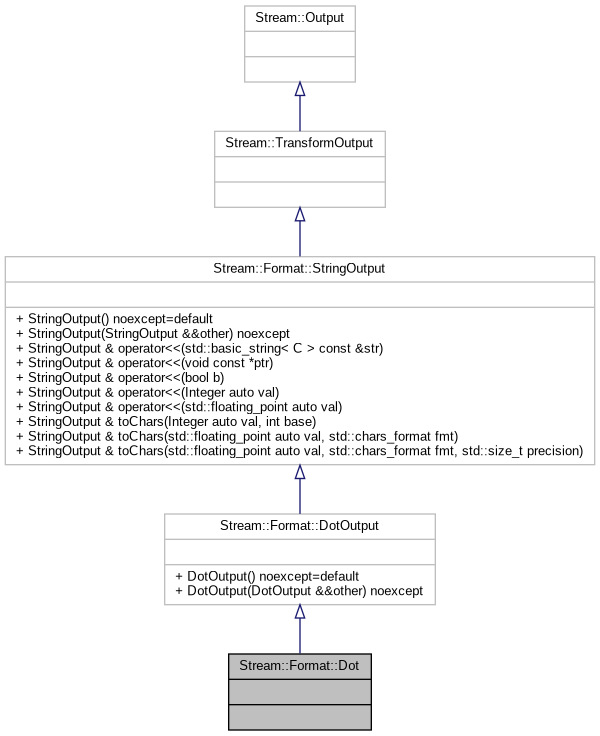 Stream::Output
Stream::TransformOutput
Stream::Format::StringOutput
+ StringOutput() noexcept=default
+ StringOutput(StringOutput &&other) noexcept
+ StringOutput & operator<<(std::basic_string< C > const &str)
+ StringOutput & operator<<(void const *ptr)
+ StringOutput & operator<<(bool b)
+ StringOutput & operator<<(Integer auto val)
+ StringOutput & operator<<(std::floating_point auto val)
+ StringOutput & toChars(Integer auto val, int base)
+ StringOutput & toChars(std::floating_point auto val, std::chars_format fmt)
+ StringOutput & toChars(std::floating_point auto val, std::chars_format fmt, std::size_t precision)
Stream::Format::DotOutput
+ DotOutput() noexcept=default
+ DotOutput(DotOutput &&other) noexcept
Stream::Format::Dot